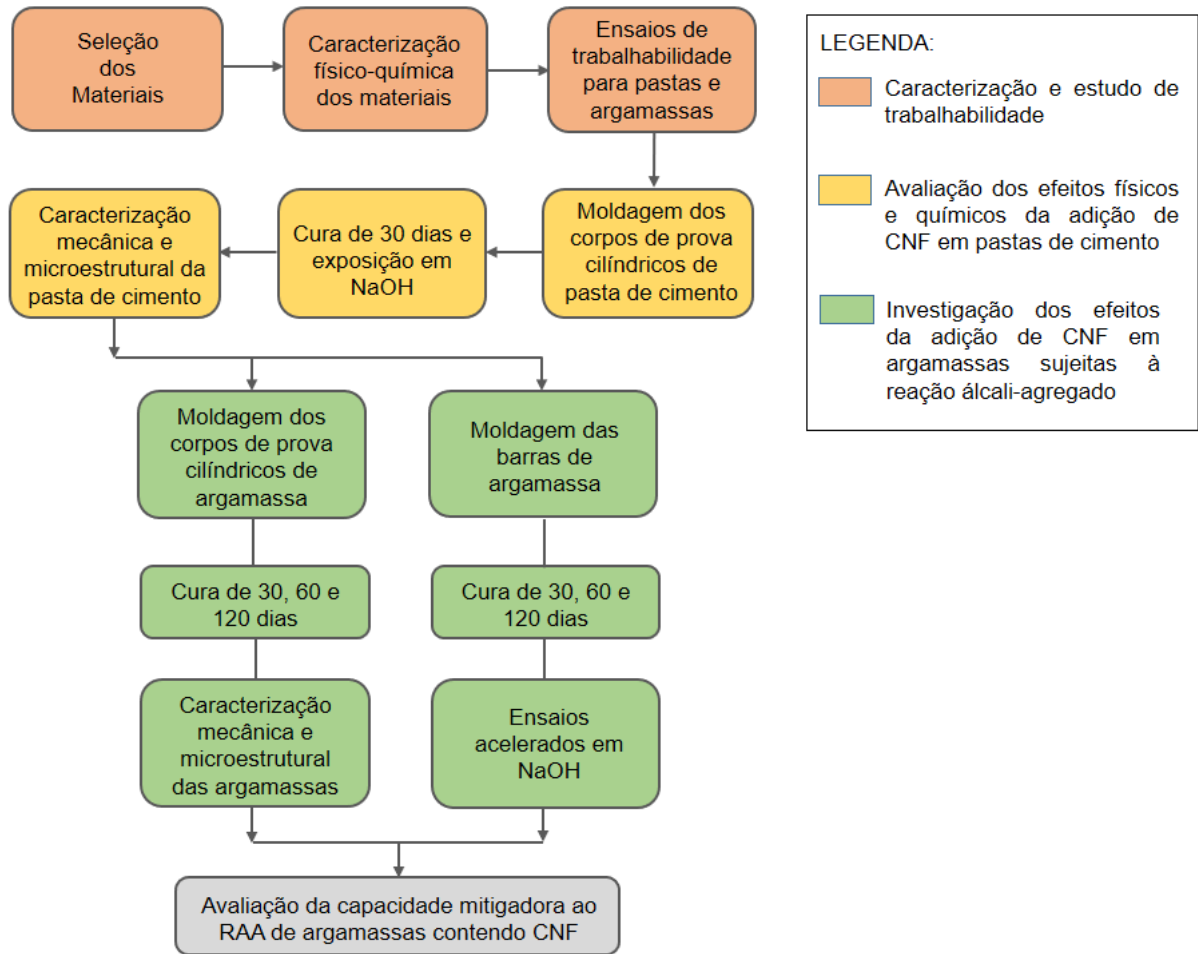 Seleção
dos
Materiais
Caracterização
físico-química
dos materiais
Ensaios de
trabalhabilidade
para pastas e
argamassas
LEGENDA:
Caracterização e estudo de
trabalhabilidade
Avaliação dos efeitos físicos
e químicos da adição de
CNF em pastas de cimento
Investigação dos efeitos
da adição de CNF em
argamassas sujeitas à
reação álcali-agregado
Caracterização
mecânica e
microestrutural da
pasta de cimento
Cura de 30 dias e
exposição em
NaOH
Moldagem dos
corpos de prova
cilíndricos de
pasta de cimento
Moldagem dos
corpos de prova
cilíndricos de
argamassa
Moldagem das
barras de
argamassa
Cura de 30, 60 e
120 dias
Cura de 30, 60 e
120 dias
Caracterização
mecânica e
microestrutural
das argamassas
Ensaios
acelerados em
NaOH
Avaliação da capacidade mitigadora ao
RAA de argamassas contendo CNF